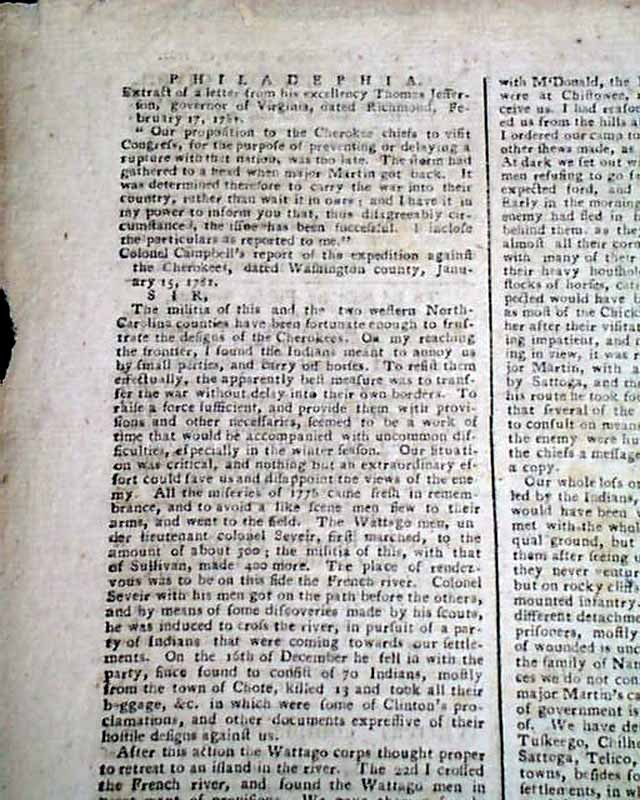 PHILADEPHIA.
Extract of a letter from his excellency Thomas Jeffer-
son, governor of Virginia, dated Richmond, Fe-
bruary 17, 1781.
" Our proposition to the Cherokee chiefs to visit
Congress, for the purpose of preventing or delaying a
rupture with that nation, was too late. The storm had
gathered to a head when major Martin got back. It
was determined therefore to carry the war into their
country, rather than wait it in ours; and I have it in
my power to inform you that, thus disagreeably cir-
cumstanced, the issue has been successful. I inclose
the particulars as reported to me."
Colonel Campbell's report of the expedition against
the Cherokees, dated Washington county, Janu-
ary 15, 1781.
SIR,
The militia of this and the two western North-
Carolina counties have been fortunate enough to frus-
trate the designs of the Cherokees. On my reaching
the frontier, I found the Indians meant to annoy us
by small parties, and carry off horses. To resist them
effectually, the apparently best measure was to trans-
fer the war without delay into their own borders. To
raise a force sufficient, and provide them with provi-
sions and other necessaries, seemed to be a work of
time that would be accompanied with uncommon dif-
ficulties, especially in the winter season. Our situati-
on was critical, and nothing but an extraordinary ef-
fort could save us and disappoint the views of the ene
my. All the miseries of 1776 came fresh in remem-
brance, and to avoid a like scene men flew to their
arms, and went to the field. The Wattago men, un
der lieutenant colonel Seveir, first marched, to the
amount of about 300; the militia of this, with that
of Sullivan, made 400 more. The place of rendez-
vous was to be on this side the French river. Colonel
Seveir with his men got on the path before the others,
and by means of some discoveries made by his scouts,
he was induced to cross the river, in pursuit of a par-
ty of Indians that were coming towards our settle-
ments. On the 16th of December he fell in with the
party, since found to consist of 70 Indians, mostly
from the town of Chote, killed 13 and took all their
baggage, &c. in which were some of Clinton's pro-
clamations, and other documents expressive of their
hostile designs against us.
After this action the Wattago corps thought proper
to retreat to an island in the river. The 22d I crossed
the French river, and found the Wattago men in
want of provisions. We gave them
with M'Donald, the
were at Chistowee,
ceive us. I had reaso
ed us from the hills a
I ordered our camp to
other shews made, as
At dark we set out w
men refusing to go f
expected ford, and
Early in the morning
enemy had fled in
behind them, as they
almost all their corn
with many of their
their heavy houshol
stocks of horses, catt
pected would have
as most of the Chick
her after their visitan
ing impatient, and
ing in view, it was r
jor Martin, with a
by Sattoga, and th
his route he took fou
that several of the
to consult on means
the enemy were hu
the chiefs a message
a copy.
Our whole loss on
led by the Indians,
would have been
met with the whol
qual ground, but
them after seeing u
they never ventur
but on rocky cliffs
mounted infantry.
different detachme
prisoners, mostly
of wounded is unc
the family of Nan
ces we do not con
major Martin's ca
of government is
of. We have de
Tuskeego, Chilh
Sattoga, Telico,
towns, besides so
settlements, in w